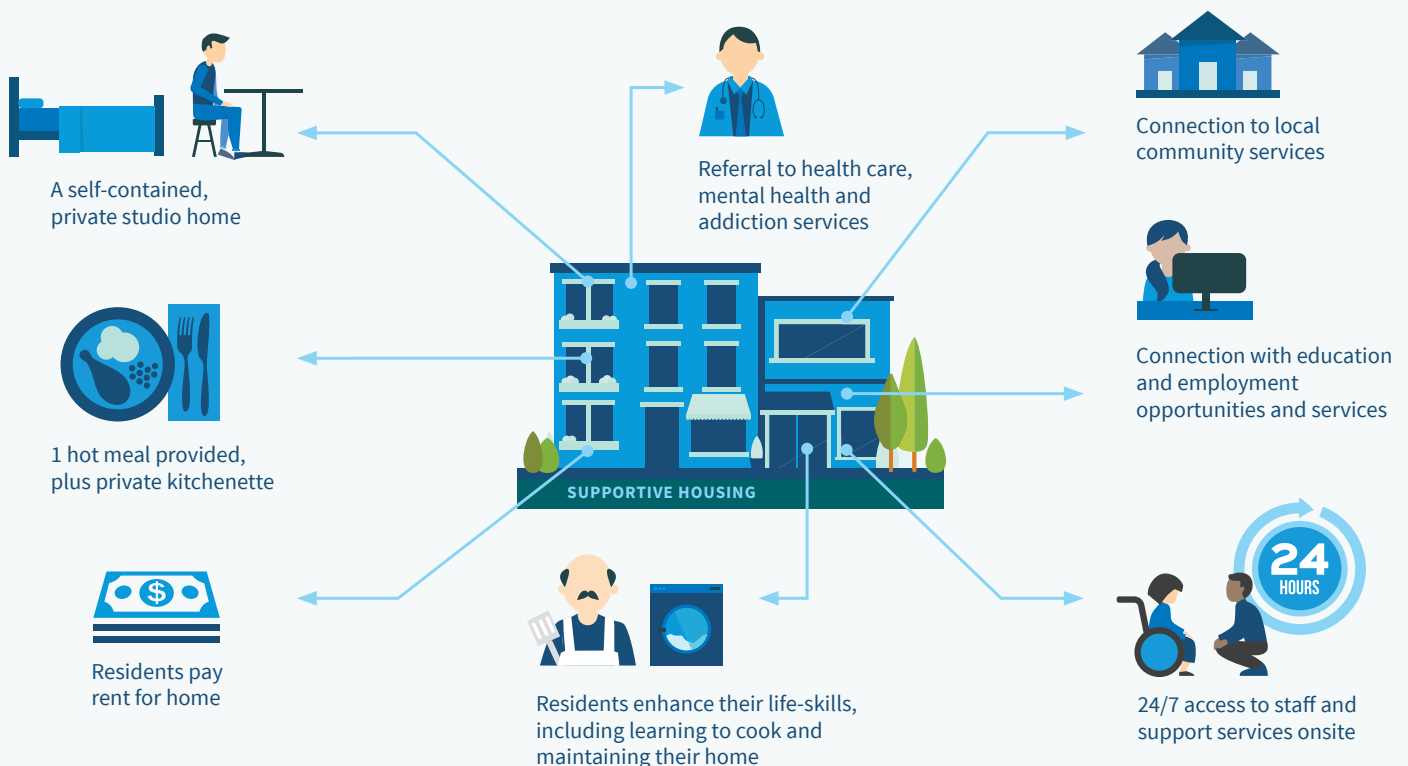 A self-contained,
private studio home
Referral to health care,
mental health and
addiction services
Connection to local
community services
Connection with education
and employment
opportunities and services
1 hot meal provided,
plus private kitchenette
SUPPORTIVE HOUSING
$
Residents pay
rent for home
Residents enhance their life-skills,
including learning to cook and
maintaining their home
24
HOURS
24/7 access to staff and
support services onsite